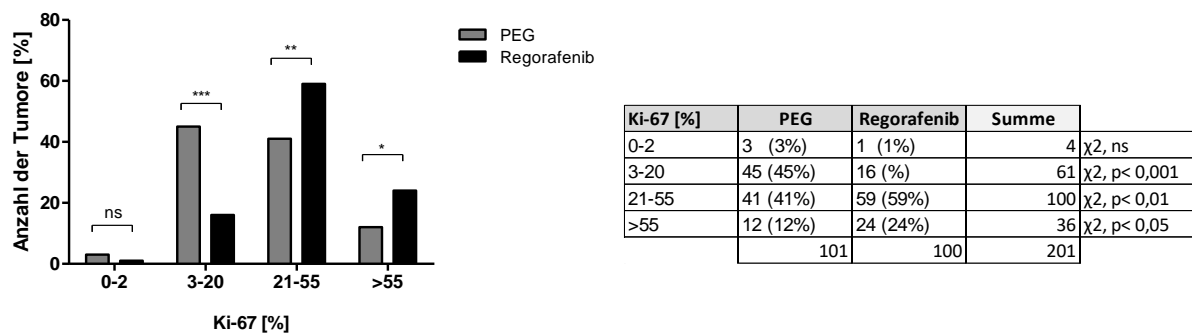 80
60
40
20
0
Anzahl der Tumore [%]
ns
***
**
*
0-2 3-20 21-55 >55
Ki-67 [%]
PEG
Regorafenib
Ki-67 [%] PEG Regorafenib Summe
0-2 3 (3%) 1 (1%) 4 χ2, ns
3-20 45 (45%) 16 (%) 61 χ2, p< 0,001
21-55 41 (41%) 59 (59%) 100 χ2, p< 0,01
>55 12 (12%) 24 (24%) 36 χ2, p< 0,05
101 100 201